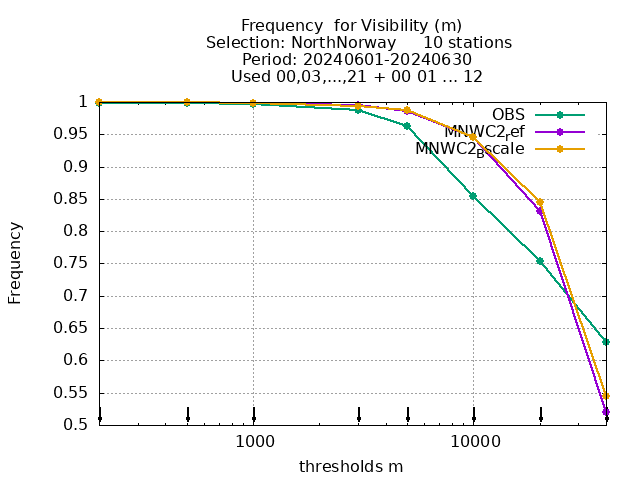 Frequency  for Visibility (m)
Selection: NorthNorway     10 stations
Period: 20240601-20240630
Used 00,03,...,21 + 00 01 ... 12
OBS
MNWC2ref
MNWC2Bscale
1
0.95
0.9
0.85
0.8
0.75
0.7
0.65
0.6
0.55
0.5
Frequency
1000
10000
thresholds m